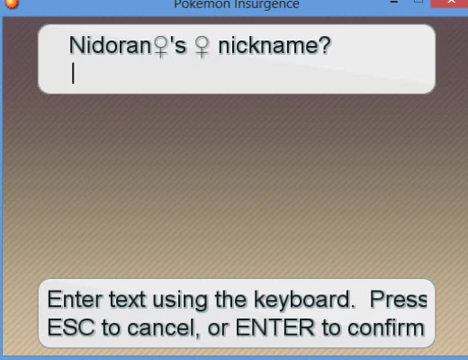 Pokemon Insurgence
Nidoran♀'s ♀ nickname?
Enter text using the keyboard.  Press
ESC to cancel, or ENTER to confirm